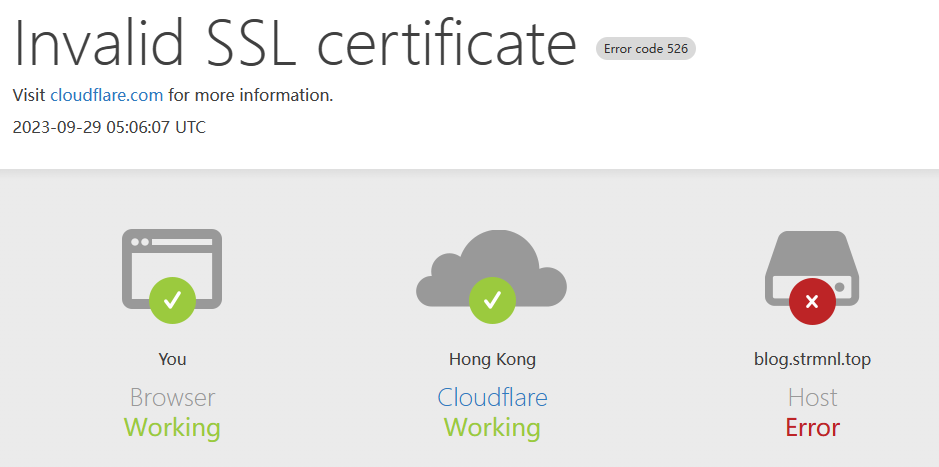 Invalid SSL certificate Error code 526
Visit cloudflare.com for more information.
2023-09-29 05:06:07 UTC
You
Browser
Working
Hong Kong
Cloudflare
Working
blog.strmnl.top
Host
Error